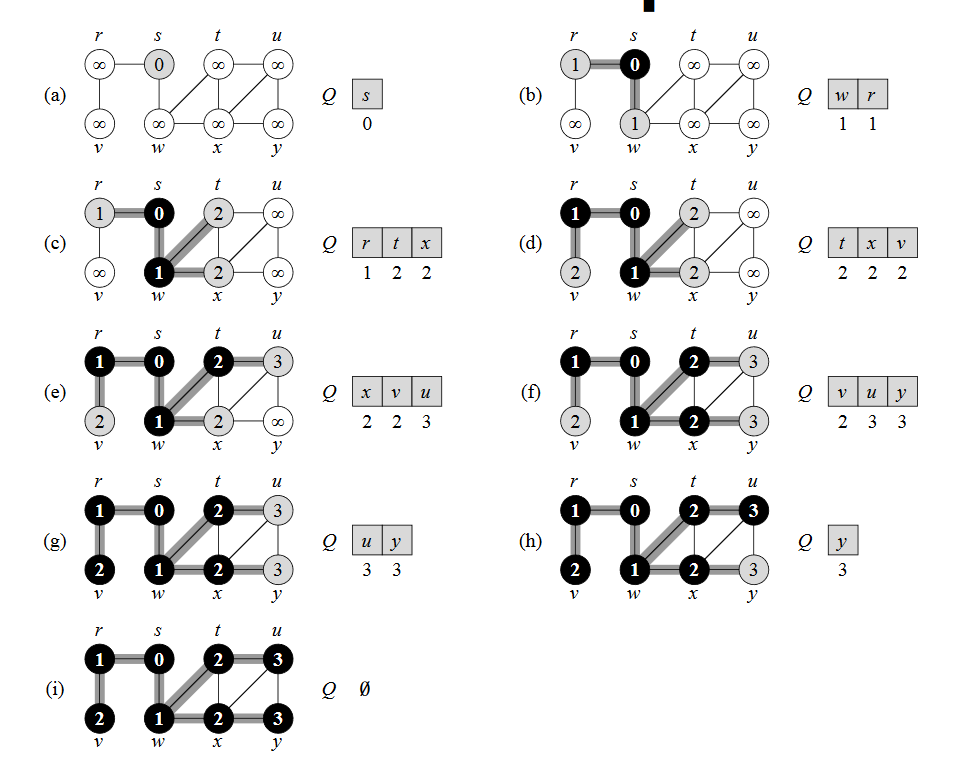 r s t u r s t u
(a) ∞ 0 ∞ ∞ Q s (b) 1 0 ∞ ∞ Q w r
∞ ∞ ∞ ∞ 0 ∞ 1 ∞ ∞ 1 1
v w x y v w x y
r s t u r s t u
(c) 1 0 2 ∞ Q r t x (d) 1 0 2 ∞ Q t x v
∞ 1 2 ∞ 1 2 2 2 1 2 ∞ 2 2 2
v w x y v w x y
r s t u r s t u
(e) 1 0 2 3 Q x v u (f) 1 0 2 3 Q v u y
2 1 2 ∞ 2 2 3 2 1 2 3 2 3 3
v w x y v w x y
r s t u r s t u
(g) 1 0 2 3 Q u y (h) 1 0 2 3 Q y
2 1 2 3 3 3 2 1 2 3 3
v w x y v w x y
r s t u
(i) 1 0 2 3 Q ∅
2 1 2 3
v w x y